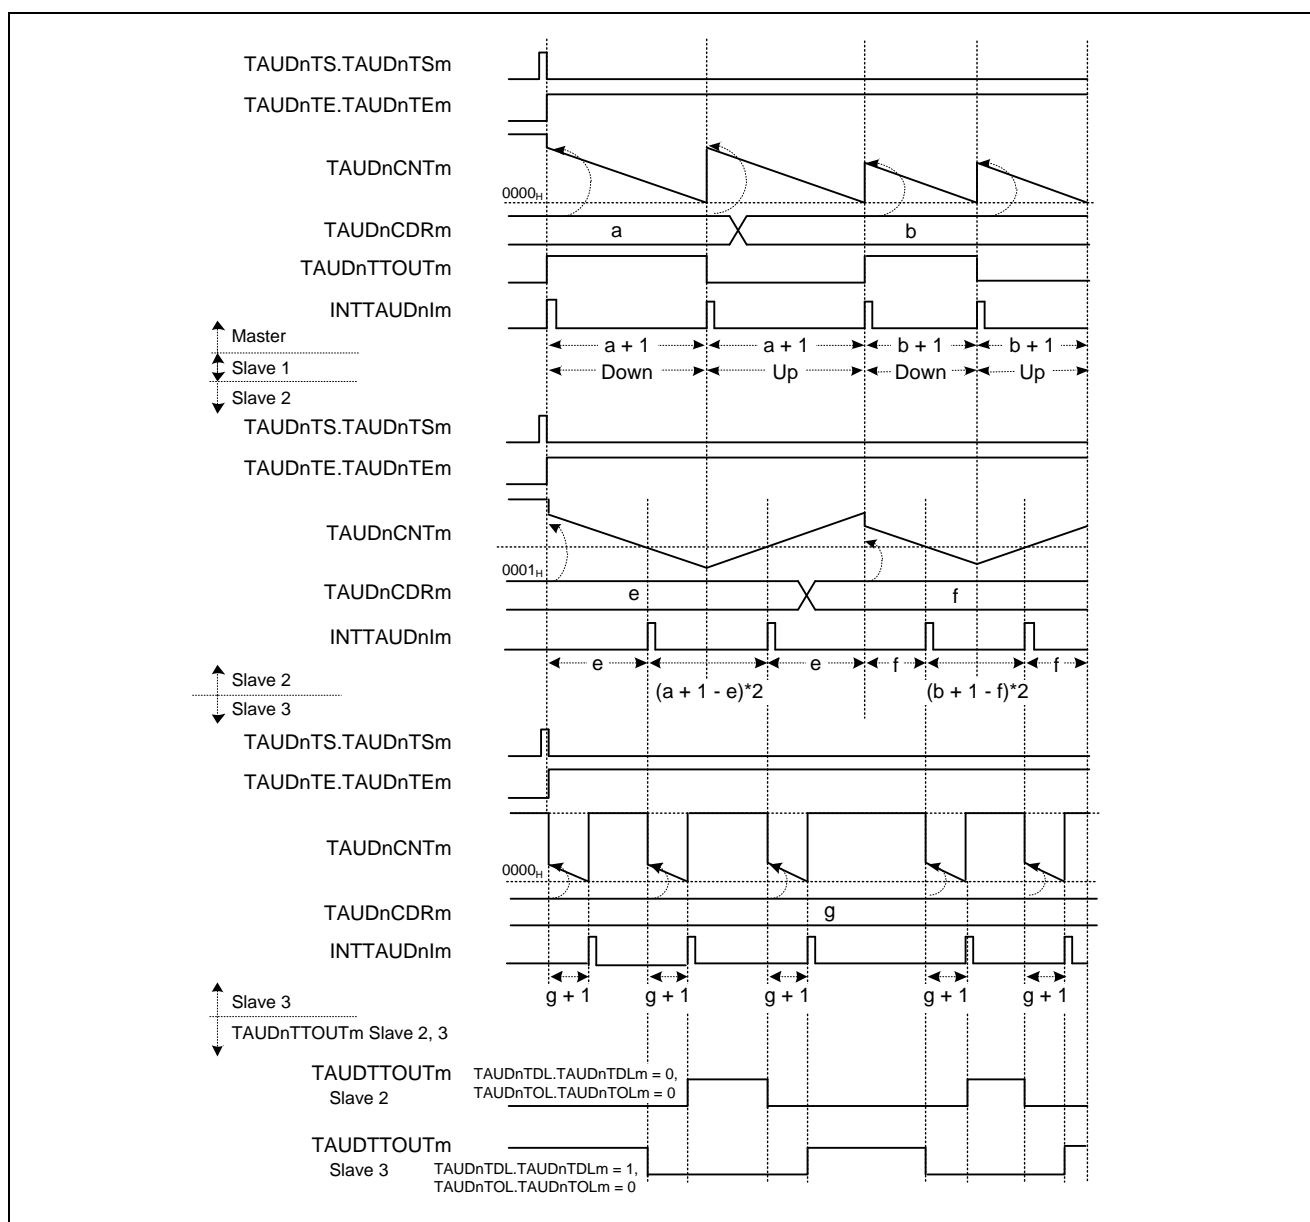 TAUDnTS.TAUDnTSm
TAUDnTE.TAUDnTEm
TAUDnCNTm
0000H
TAUDnCDRm
a
b
TAUDnTTOUTm
INTTAUDnIm
Master
Slave 1
Slave 2
a + 1
a + 1
b + 1
b + 1
Down
Up
Down
Up
TAUDnTS.TAUDnTSm
TAUDnTE.TAUDnTEm
TAUDnCNTm
0001H
TAUDnCDRm
e
f
INTTAUDnIm
e
e
f
f
(a + 1 - e)*2
(b + 1 - f)*2
Slave 2
Slave 3
TAUDnTS.TAUDnTSm
TAUDnTE.TAUDnTEm
TAUDnCNTm
0000H
TAUDnCDRm
g
INTTAUDnIm
g + 1
g + 1
g + 1
g + 1
g + 1
Slave 3
TAUDnTTOUTm Slave 2, 3
TAUDTTOUTm
Slave 2
TAUDnTDL.TAUDnTDLm = 0,
TAUDnTOL.TAUDnTOLm = 0
TAUDTTOUTm
Slave 3
TAUDnTDL.TAUDnTDLm = 1,
TAUDnTOL.TAUDnTOLm = 0